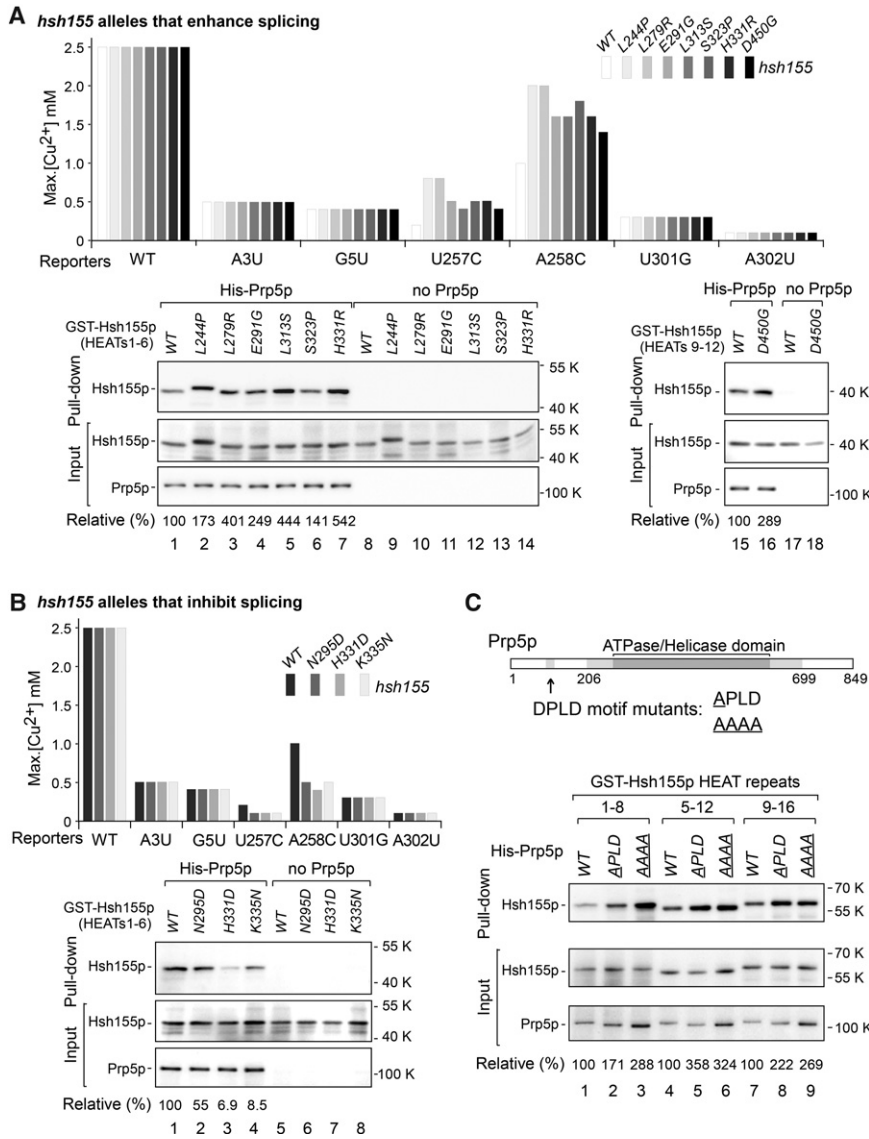 A hsh155 alleles that enhance splicing
WT L244P L279R E291G L313S S323P H331R D450G
hsh155
Max.[Cu2+] mM
2.5
2.0
1.5
1.0
0.5
0
Reporters WT A3U G5U U257C A258C U301G A302U
His-Prp5p no Prp5p
GST-Hsh155p
(HEATs1-6)
WT L244P L279R E291G L313S S323P H331R WT L244P L279R E291G L313S S323P H331R
Pull-down
Hsh155p
55 K
40 K
Input
Hsh155p
55 K
40 K
Prp5p
100 K
Relative (%) 100 173 401 249 444 141 542
1 2 3 4 5 6 7 8 9 10 11 12 13 14
His-Prp5p no Prp5p
GST-Hsh155p
(HEATs 9-12)
WT D450G WT D450G
Pull-down
Hsh155p
40 K
Input
Hsh155p
40 K
Prp5p
100 K
Relative (%) 100 289
15 16 17 18
B hsh155 alleles that inhibit splicing
WT N295D H331D K335N
hsh155
Max.[Cu2+] mM
2.5
2.0
1.5
1.0
0.5
0
Reporters WT A3U G5U U257C A258C U301G A302U
His-Prp5p no Prp5p
GST-Hsh155p
(HEATs1-6)
WT N295D H331D K335N WT N295D H331D K335N
Pull-down
Hsh155p
55 K
40 K
Input
Hsh155p
55 K
40 K
Prp5p
100 K
Relative (%) 100 55 6.9 8.5
1 2 3 4 5 6 7 8
C
Prp5p
ATPase/Helicase domain
1 206 699 849
DPLD motif mutants: APLD
AAAA
GST-Hsh155p HEAT repeats
1-8 5-12 9-16
His-Prp5p
WT APLD AAAA WT APLD AAAA WT APLD AAAA
Pull-down
Hsh155p
70 K
55 K
Input
Hsh155p
70 K
55 K
Prp5p
100 K
Relative (%) 100 171 288 100 358 324 100 222 269
1 2 3 4 5 6 7 8 9